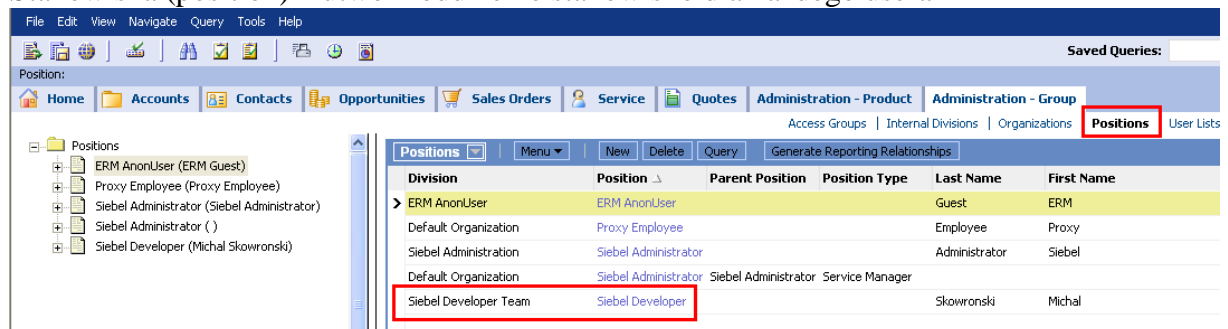 File Edit View Navigate Query Tools Help
Saved Queries:
Position:
Home Accounts Contacts Opportunities Sales Orders Service Quotes Administration - Product Administration - Group
Access Groups | Internal Divisions | Organizations Positions User Lists
Positions
ERM AnonUser (ERM Guest)
Proxy Employee (Proxy Employee)
Siebel Administrator (Siebel Administrator)
Siebel Administrator ( )
Siebel Developer (Michal Skowronski)
Positions Menu New Delete Query Generate Reporting Relationships
Division Position Parent Position Position Type Last Name First Name
ERM AnonUser ERM AnonUser Guest ERM
Default Organization Proxy Employee Employee Proxy
Siebel Administration Siebel Administrator Administrator Siebel
Default Organization Siebel Administrator Siebel Administrator Service Manager
Siebel Developer Team Siebel Developer Skowronski Michal